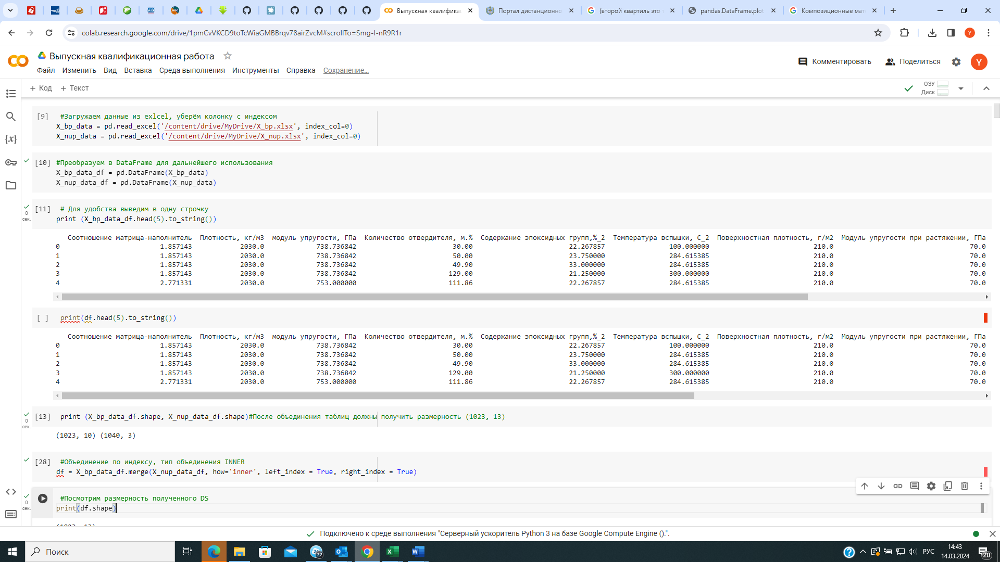 Выпускная квалификац
Портал дистанционно
(второй квартиль это
pandas.DataFrame.plot
Композиционные мат
colab.research.google.com/drive/1pmCvVKCD9toTcWiaGMBBrqv78airZvcM#scrollTo=Smg-I-nR9R1r
Выпускная квалификационная работа
Файл Изменить Вид Вставка Среда выполнения Инструменты Справка Сохранение...
Комментировать
Поделиться
+ Код + Текст
ОЗУ
Диск
[9] #Загружаем данные из exlcel, уберём колонку с индексом
X_bp_data = pd.read_excel('/content/drive/MyDrive/X_bp.xlsx', index_col=0)
X_nup_data = pd.read_excel('/content/drive/MyDrive/X_nup.xlsx', index_col=0)
[10] #Преобразуем в DataFrame для дальнейшего использования
X_bp_data_df = pd.DataFrame(X_bp_data)
X_nup_data_df = pd.DataFrame(X_nup_data)
0 сек.
[11] # Для удобства выведим в одну строчку
print (X_bp_data_df.head(5).to_string())
Соотношение матрица-наполнитель Плотность, кг/м3 модуль упругости, ГПа Количество отвердителя, м.% Содержание эпоксидных групп,%_2 Температура вспышки, С_2 Поверхностная плотность, г/м2 Модуль упругости при растяжении, ГПа
0 1.857143 2030.0 738.736842 30.00 22.267857 100.000000 210.0 70.0
1 1.857143 2030.0 738.736842 50.00 23.750000 284.615385 210.0 70.0
2 1.857143 2030.0 738.736842 49.90 33.000000 284.615385 210.0 70.0
3 1.857143 2030.0 738.736842 129.00 21.250000 300.000000 210.0 70.0
4 2.771331 2030.0 753.000000 111.86 22.267857 284.615385 210.0 70.0
[ ] print(df.head(5).to_string())
Соотношение матрица-наполнитель Плотность, кг/м3 модуль упругости, ГПа Количество отвердителя, м.% Содержание эпоксидных групп,%_2 Температура вспышки, С_2 Поверхностная плотность, г/м2 Модуль упругости при растяжении, ГПа
0 1.857143 2030.0 738.736842 30.00 22.267857 100.000000 210.0 70.0
1 1.857143 2030.0 738.736842 50.00 23.750000 284.615385 210.0 70.0
2 1.857143 2030.0 738.736842 49.90 33.000000 284.615385 210.0 70.0
3 1.857143 2030.0 738.736842 129.00 21.250000 300.000000 210.0 70.0
4 2.771331 2030.0 753.000000 111.86 22.267857 284.615385 210.0 70.0
0 сек.
[13] print (X_bp_data_df.shape, X_nup_data_df.shape)#После объединения таблиц должны получить размерность (1023, 13)
(1023, 10) (1040, 3)
[28] #Объединение по индексу, тип объединения INNER
df = X_bp_data_df.merge(X_nup_data_df, how='inner', left_index = True, right_index = True)
0 сек.
#Посмотрим размерность полученного DS
print(df.shape)
(1023, 13)
Подключено к среде выполнения "Серверный ускоритель Python 3 на базе Google Compute Engine ().".
Поиск
72
РУС
14:43
14.03.2024
20